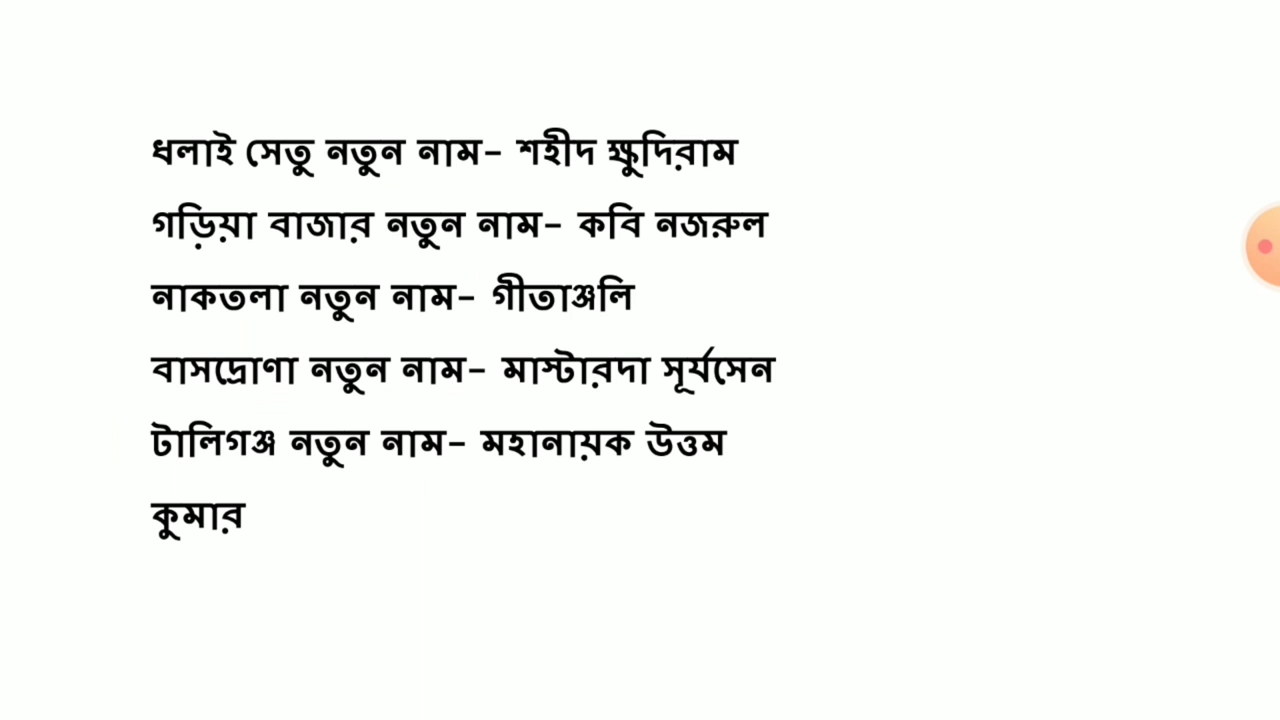 ধলাই সেতু নতুন নাম- শহীদ ক্ষুদিরাম
গড়িয়া বাজার নতুন নাম- কবি নজরুল
নাকতলা নতুন নাম- গীতাঞ্জলি
বাসদ্রোণা নতুন নাম- মাস্টারদা সূর্যসেন
টালিগঞ্জ নতুন নাম- মহানায়ক উত্তম
কুমার